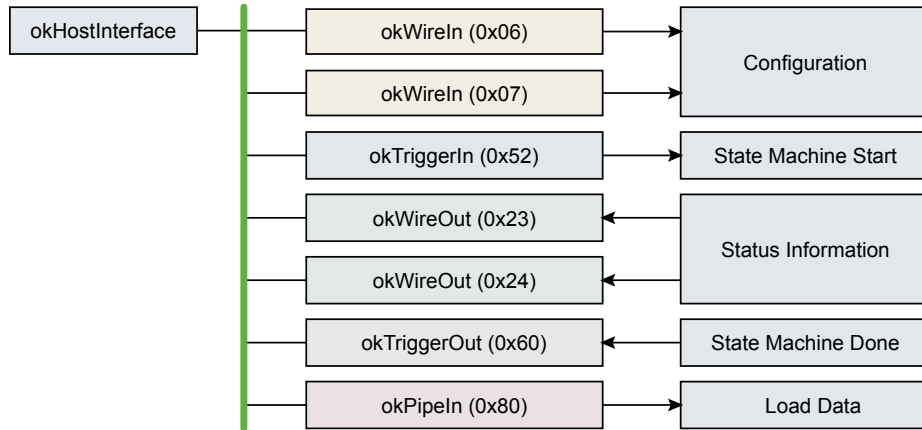 okHostInterface
okWireIn (0x06)
Configuration
okWireIn (0x07)
okTriggerIn (0x52)
State Machine Start
okWireOut (0x23)
Status Information
okWireOut (0x24)
okTriggerOut (0x60)
State Machine Done
okPipeIn (0x80)
Load Data